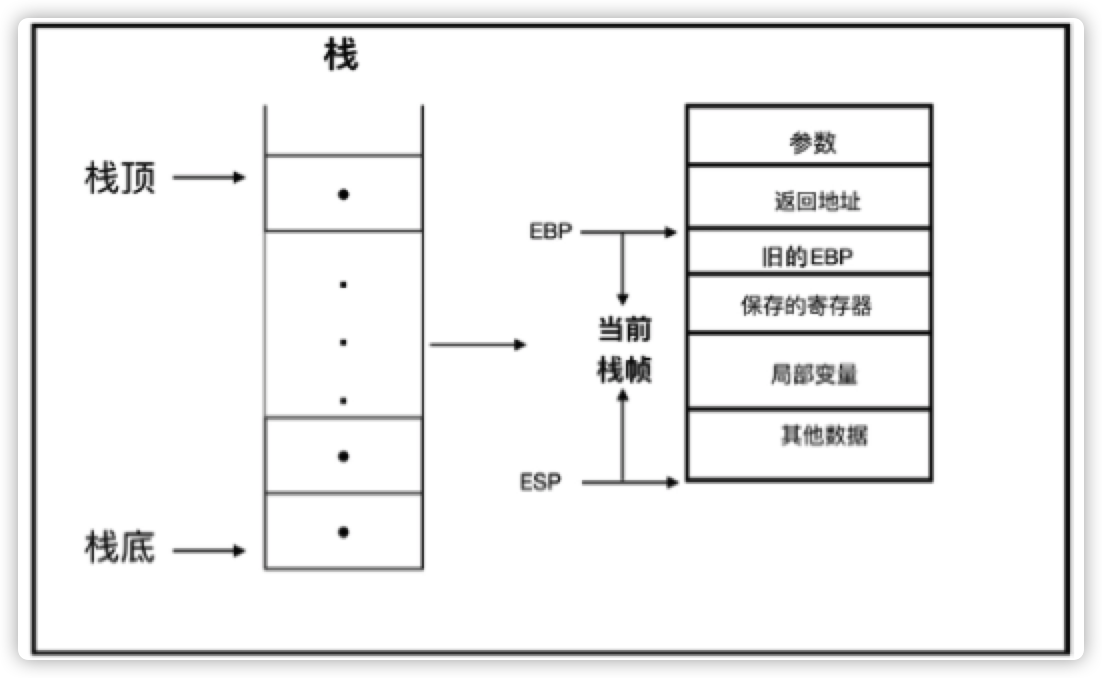 栈
栈顶
栈底
EBP
当前
栈帧
ESP
参数
返回地址
旧的EBP
保存的寄存器
局部变量
其他数据